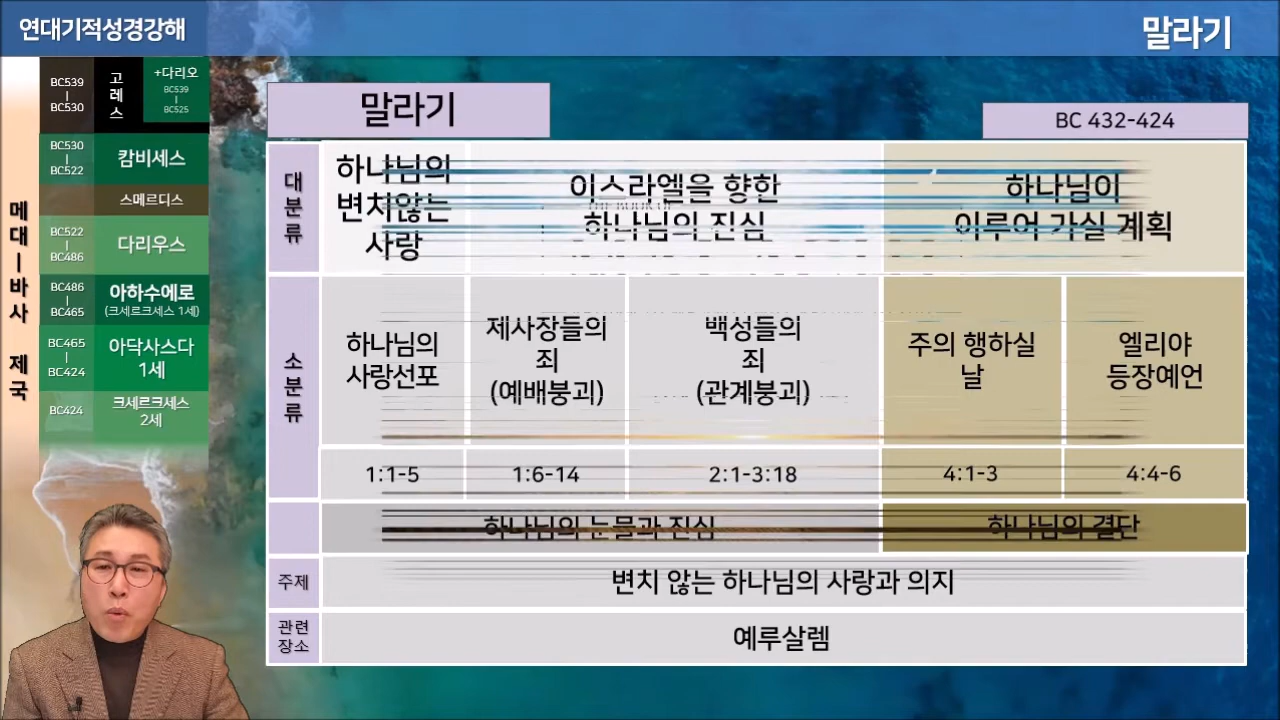 연대기적성경강해
말라기
BC539
|
BC530
고
레
스
+다리오
BC539
|
BC525
BC530
|
BC522
캄비세스
스메르디스
BC522
|
BC486
다리우스
BC486
|
BC465
아하수에로
(크세르크세스 1세)
BC465
|
BC424
아닥사스다
1세
BC424
크세르크세스
2세
메대ㅡ바사 제국
말라기
BC 432-424
대분류
하나님의
변치않는
사랑
이스라엘을 향한
하나님의 진심
하나님이
이루어 가실 계획
소분류
하나님의
사랑선포
제사장들의
죄
(예배붕괴)
백성들의
죄
(관계붕괴)
주의 행하실
날
엘리야
등장예언
1:1-5
1:6-14
2:1-3:18
4:1-3
4:4-6
하나님의 눈물과 진심
하나님의 결단
주제
변치 않는 하나님의 사랑과 의지
관련
장소
예루살렘